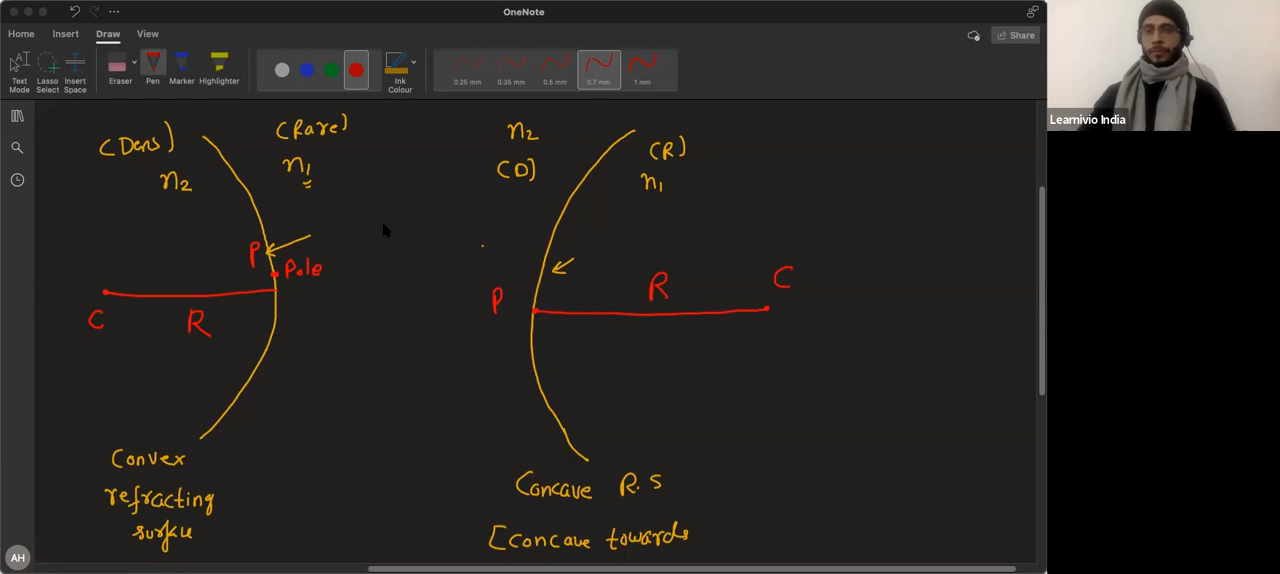 OneNote
Home Insert Draw View
Share
Text Mode
Lasso Select
Insert Space
Eraser
Pen
Marker
Highlighter
Ink Colour
0.25 mm 0.35 mm 0.5 mm 0.7 mm 1 mm
Learnivio India
(Dens)
n2
(Rare)
n1
P
Pole
C
R
Convex
refracting
surface
n2
(D)
(R)
n1
P
R
C
Concave R.S
[Concave towards
AH